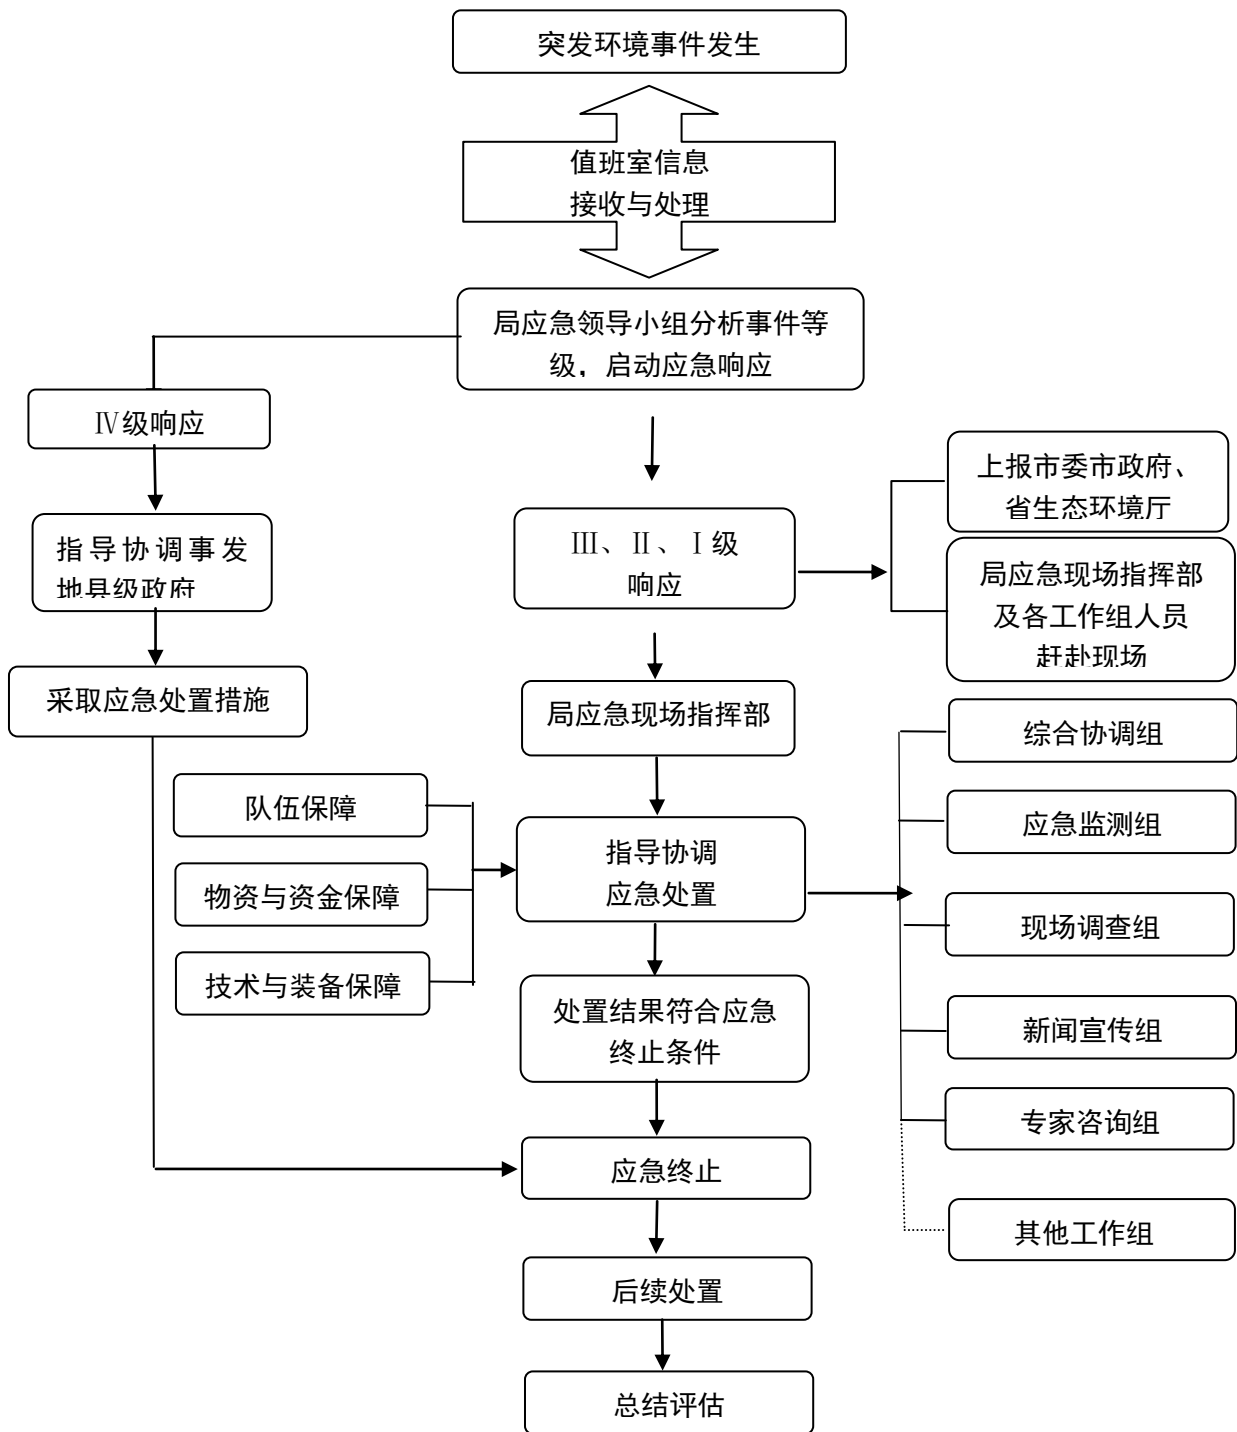 突发环境事件发生
值班室信息
接收与处理
局应急领导小组分析事件等
级，启动应急响应
Ⅳ级响应
指导协调事发
地县级政府
采取应急处置措施
Ⅲ、Ⅱ、Ⅰ级
响应
上报市委市政府、
省生态环境厅
局应急现场指挥部
及各工作组人员
赶赴现场
局应急现场指挥部
队伍保障
物资与资金保障
技术与装备保障
指导协调
应急处置
综合协调组
应急监测组
现场调查组
新闻宣传组
专家咨询组
其他工作组
处置结果符合应急
终止条件
应急终止
后续处置
总结评估